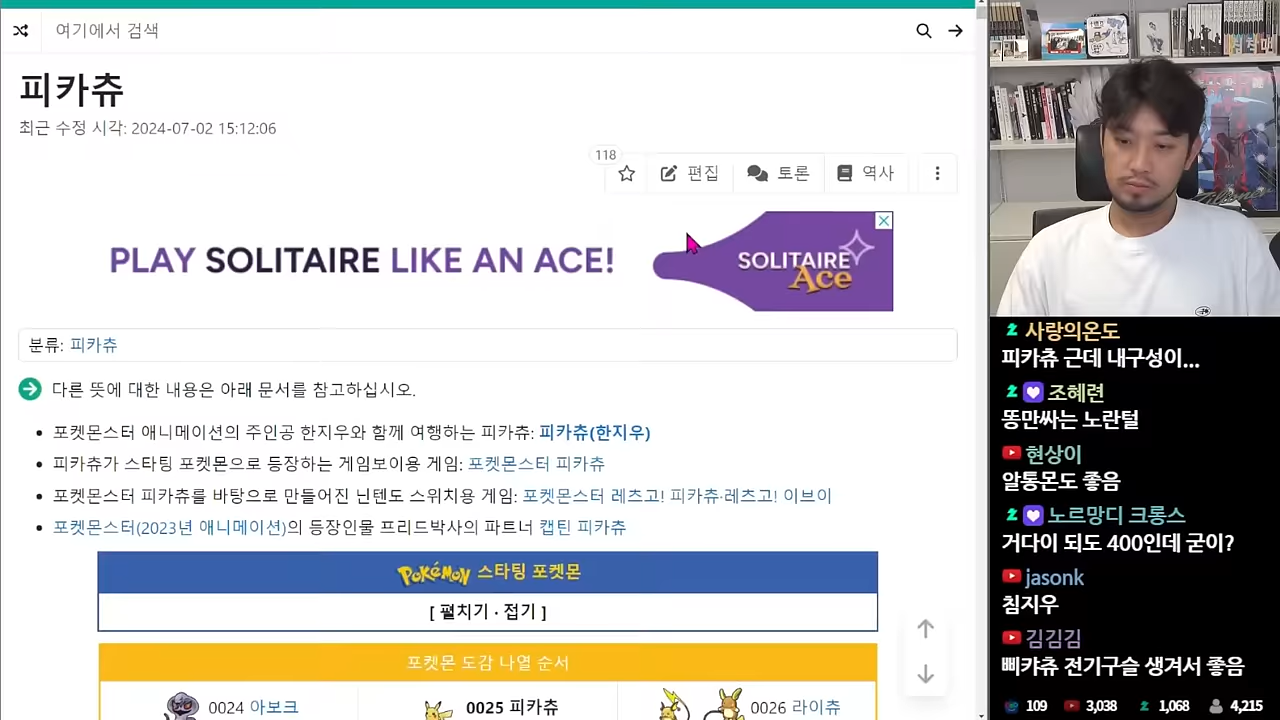 여기에서 검색
피카츄
최근 수정 시각: 2024-07-02 15:12:06
118
편집
토론
역사
PLAY SOLITAIRE LIKE AN ACE!
SOLITAIRE
Ace
분류: 피카츄
다른 뜻에 대한 내용은 아래 문서를 참고하십시오.
포켓몬스터 애니메이션의 주인공 한지우와 함께 여행하는 피카츄: 피카츄(한지우)
피카츄가 스타팅 포켓몬으로 등장하는 게임보이용 게임: 포켓몬스터 피카츄
포켓몬스터 피카츄를 바탕으로 만들어진 닌텐도 스위치용 게임: 포켓몬스터 레츠고! 피카츄·레츠고! 이브이
포켓몬스터(2023년 애니메이션)의 등장인물 프리드박사의 파트너 캡틴 피카츄
POKéMON 스타팅 포켓몬
[ 펼치기 · 접기 ]
포켓몬 도감 나열 순서
0024 아보크
0025 피카츄
0026 라이츄
사랑의온도
피카츄 근데 내구성이...
조혜련
똥만싸는 노란털
현상이
알통몬도 좋음
노르망디 크롱스
거다이 되도 400인데 굳이?
jasonk
침지우
김김김
삐캬츄 전기구슬 생겨서 좋음
109
3,038
1,068
4,215